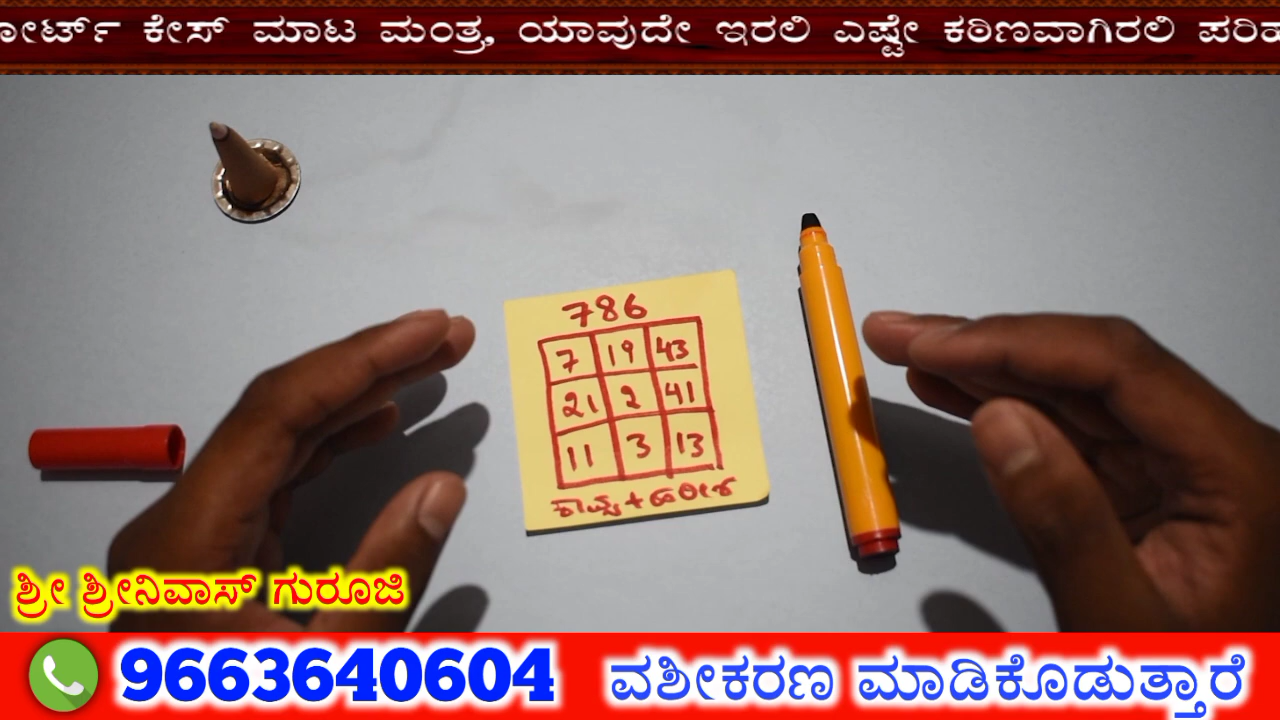 ೋರ್ಟ್ ಕೇಸ್ ಮಾಟ ಮಂತ್ರ, ಯಾವುದೇ ಇರಲಿ ಎಷ್ಟೇ ಕಠಿಣವಾಗಿರಲಿ ಪರಿಹ
786
7 19 43
21 2 41
11 3 13
ಕಾವ್ಯ + ಹರೀಶ
ಶ್ರೀ ಶ್ರೀನಿವಾಸ್ ಗುರೂಜಿ
9663640604 ವಶೀಕರಣ ಮಾಡಿಕೊಡುತ್ತಾರೆ